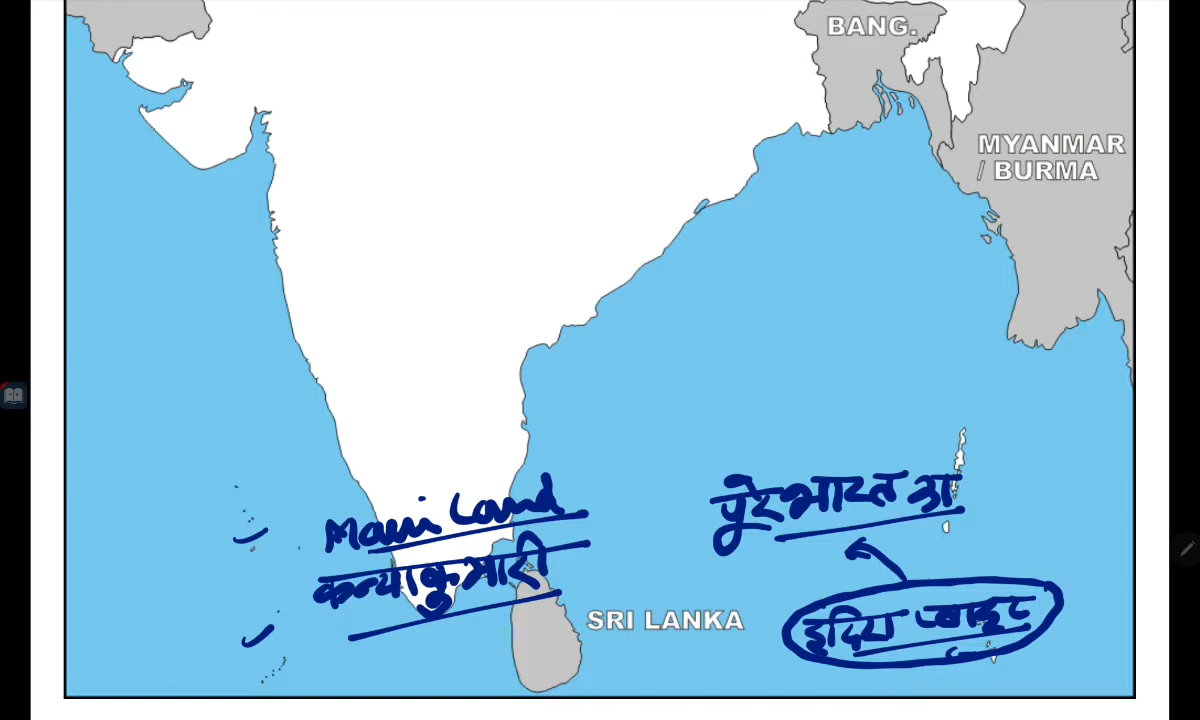 BANG.
MYANMAR
/ BURMA
Main Land
कन्याकुमारी
पुरे भारत का
इंदिरा प्वाइंट
SRI LANKA